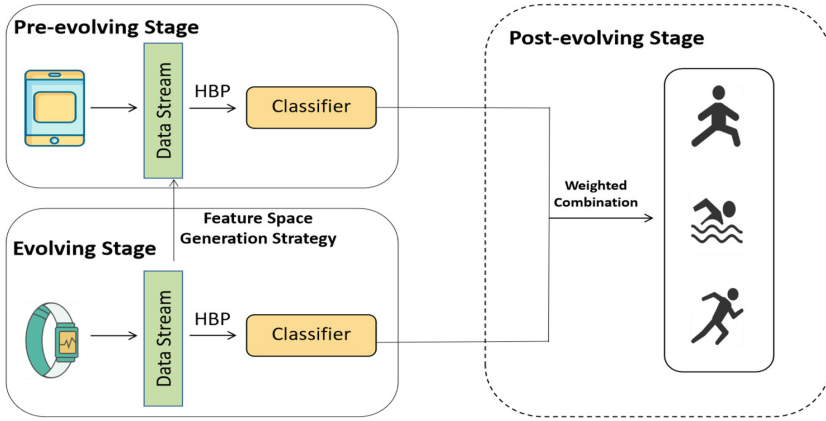 Pre-evolving Stage
Data Stream
HBP
Classifier
Feature Space
Generation Strategy
Evolving Stage
Data Stream
HBP
Classifier
Post-evolving Stage
Weighted
Combination